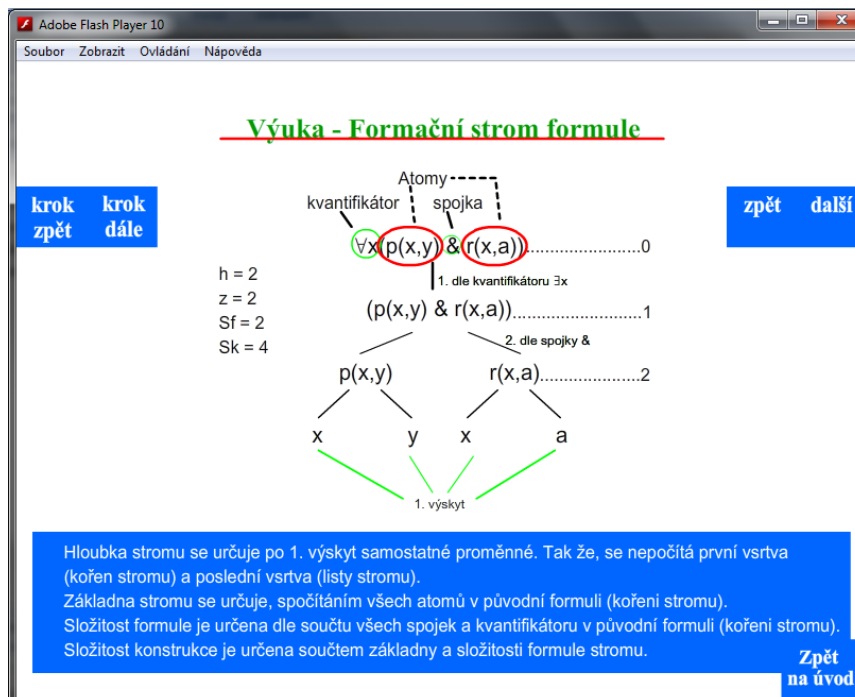 Adobe Flash Player 10
Soubor Zobrazit Ovládání Nápověda
Výuka - Formační strom formule
krok zpět
krok dále
zpět další
Atomy
kvantifikátor spojka
∀x(p(x,y) & r(x,a))..........................0
1. dle kvantifikátoru ∃x
h = 2
z = 2
Sf = 2
Sk = 4
(p(x,y) & r(x,a)).............................1
2. dle spojky &
p(x,y) r(x,a)......................2
x y x a
1. výskyt
Hloubka stromu se určuje po 1. výskyt samostatné proměnné. Tak že, se nepočítá první vsrtva
(kořen stromu) a poslední vsrtva (listy stromu).
Základna stromu se určuje, spočítáním všech atomů v původní formuli (kořeni stromu).
Složitost formule je určena dle součtu všech spojek a kvantifikátoru v původní formuli (kořeni stromu).
Složitost konstrukce je určena součtem základny a složitosti formule stromu.
Zpět
na úvod